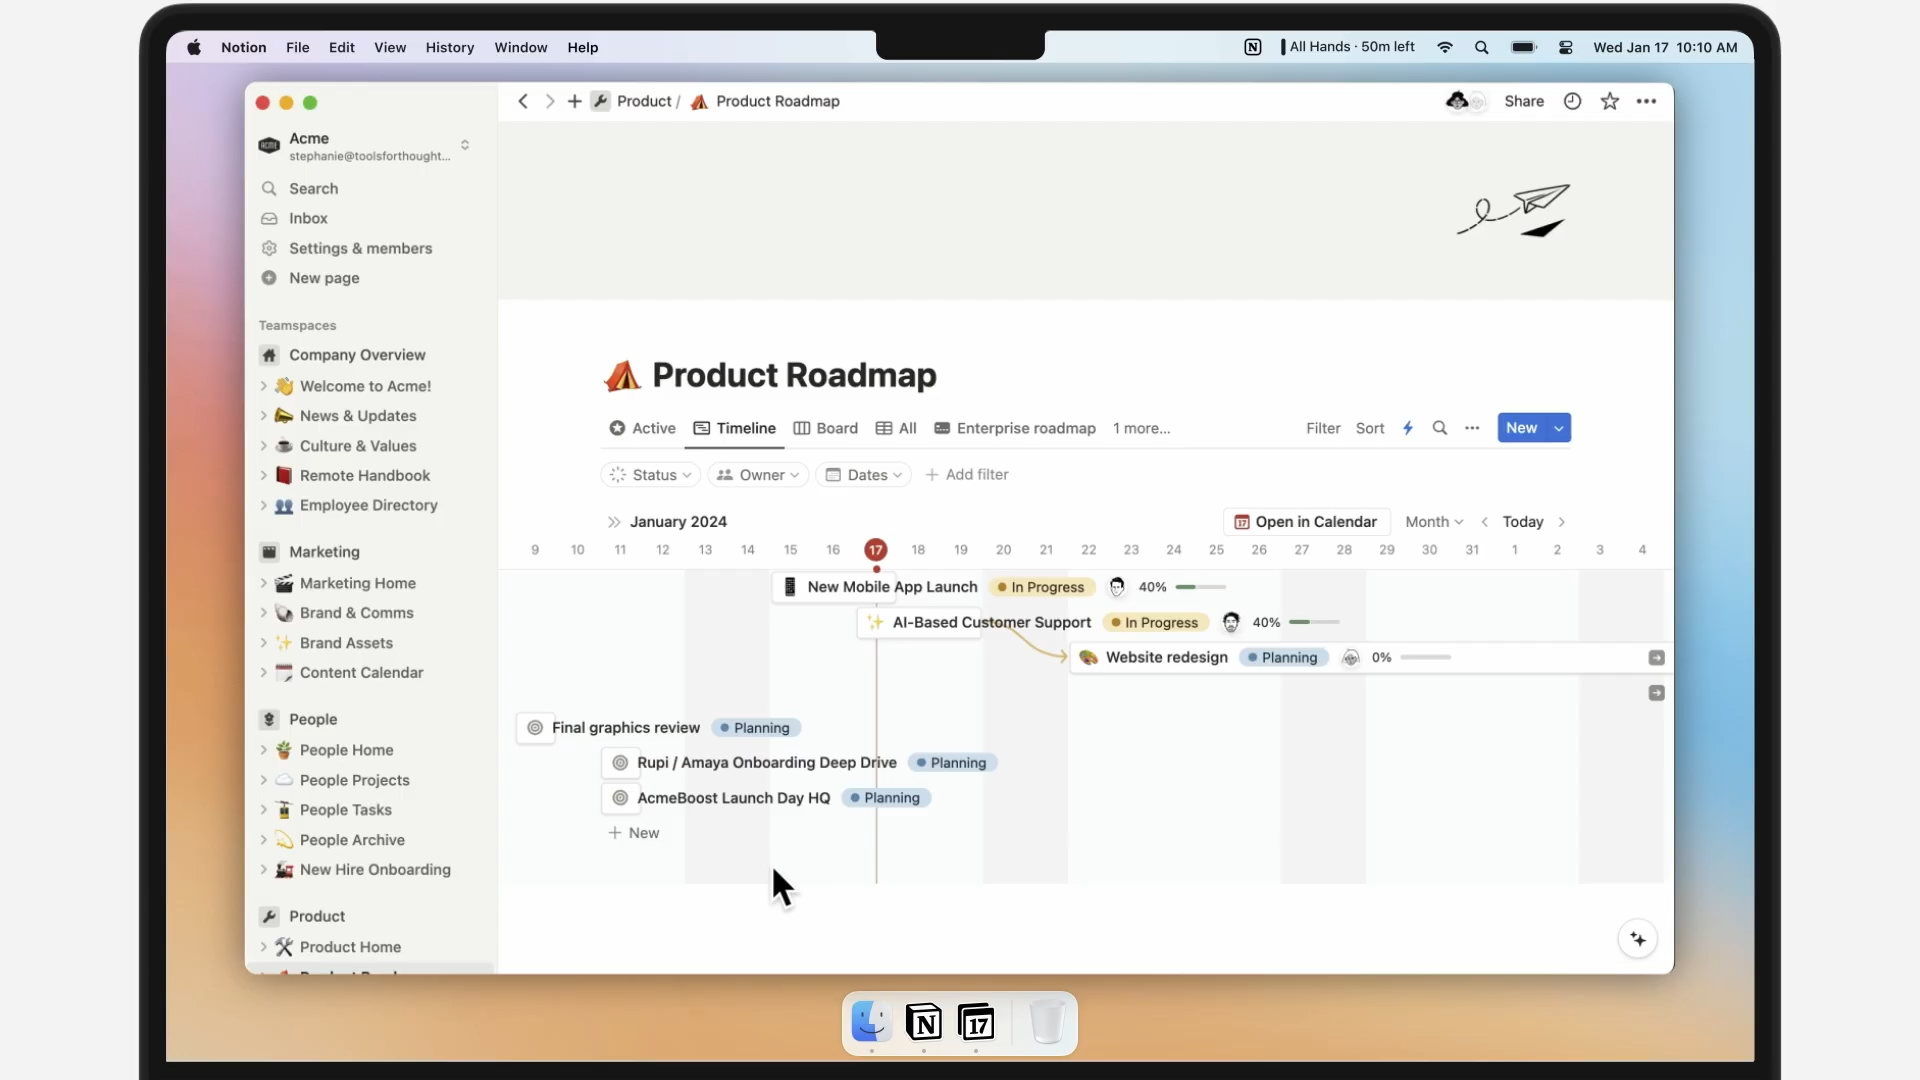 Notion File Edit View History Window Help
N All Hands · 50m left Wed Jan 17 10:10 AM
Product / Product Roadmap
Share
ACME
Acme
stephanie@toolsforthought...
Search
Inbox
Settings & members
New page
Teamspaces
Company Overview
Welcome to Acme!
News & Updates
Culture & Values
Remote Handbook
Employee Directory
Marketing
Marketing Home
Brand & Comms
Brand Assets
Content Calendar
People
People Home
People Projects
People Tasks
People Archive
New Hire Onboarding
Product
Product Home
Product Roadmap
Active Timeline Board All Enterprise roadmap 1 more...
Filter Sort New
Status Owner Dates + Add filter
January 2024
17 Open in Calendar Month Today
9 10 11 12 13 14 15 16 17 18 19 20 21 22 23 24 25 26 27 28 29 30 31 1 2 3 4
New Mobile App Launch In Progress 40%
AI-Based Customer Support In Progress 40%
Website redesign Planning 0%
Final graphics review Planning
Rupi / Amaya Onboarding Deep Drive Planning
AcmeBoost Launch Day HQ Planning
+ New
N 17